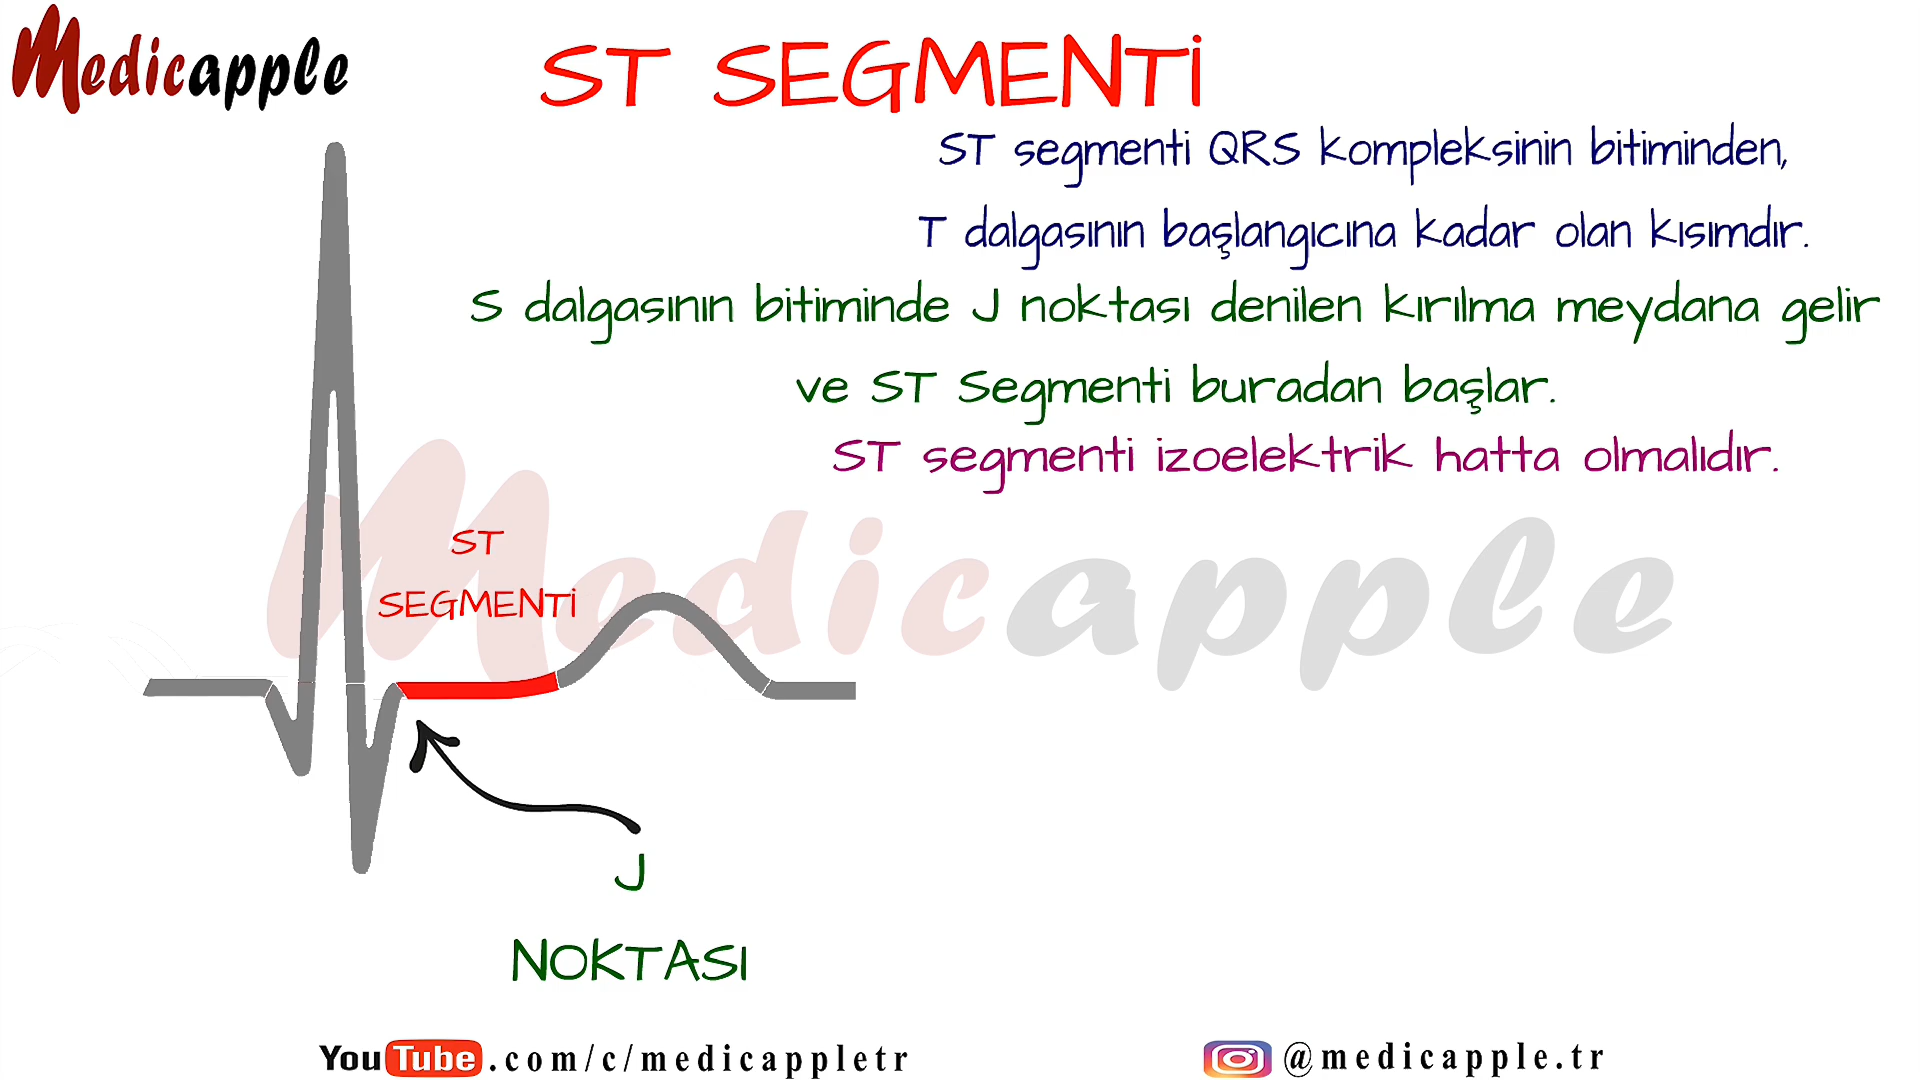 Medicapple
ST SEGMENTİ
ST segmenti QRS kompleksinin bitiminden,
T dalgasının başlangıcına kadar olan kısımdır.
S dalgasının bitiminde J noktası denilen kırılma meydana gelir
ve ST Segmenti buradan başlar.
ST segmenti izoelektrik hatta olmalıdır.
Medicapple
ST
SEGMENTİ
J
NOKTASI
YouTube.com/c/medicappletr
@medicapple.tr